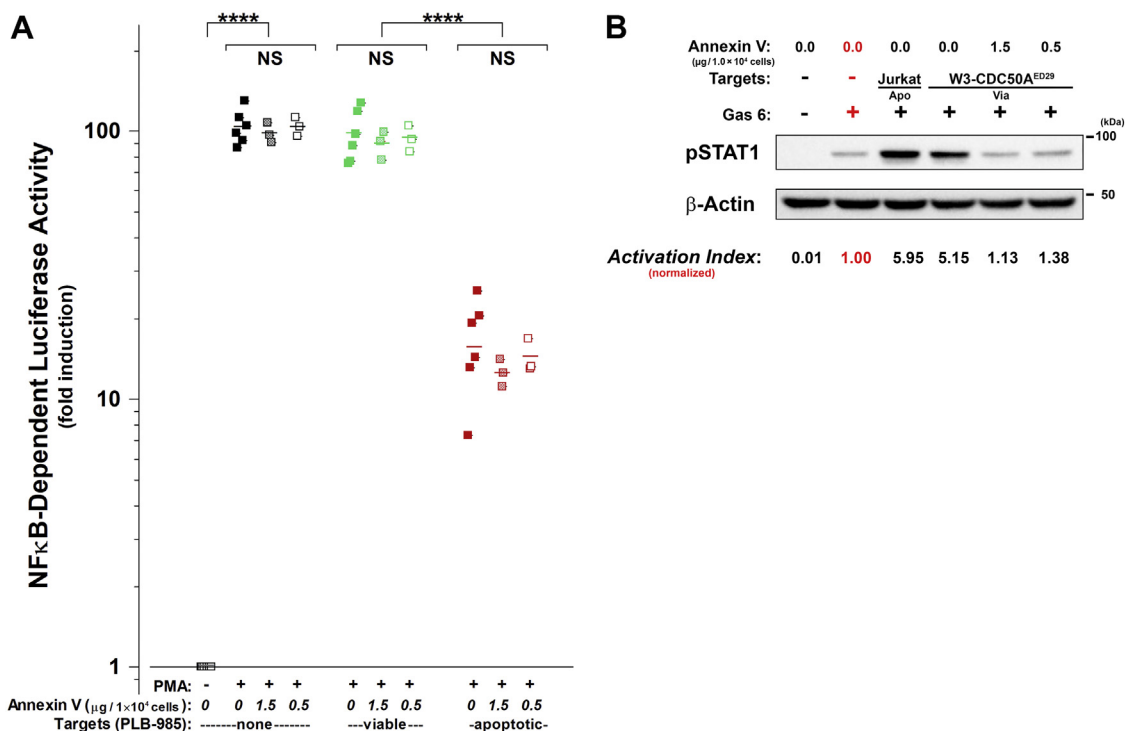 A
**** ****
NS NS NS
NFκB-Dependent Luciferase Activity
(fold induction)
100
10
1
PMA: - + + + + + + + + +
Annexin V (μg / 1×10⁴ cells): 0 0 1.5 0.5 0 1.5 0.5 0 1.5 0.5
Targets (PLB-985): -------none------- ---viable---- -apoptotic-
B
Annexin V: 0.0 0.0 0.0 0.0 1.5 0.5
(μg / 1.0 × 10⁴ cells)
Targets: - - Jurkat W3-CDC50Aᴱᴰ²⁹
Apo Via
Gas 6: - + + + + +
(kDa)
pSTAT1 100
β-Actin 50
Activation Index: 0.01 1.00 5.95 5.15 1.13 1.38
(normalized)